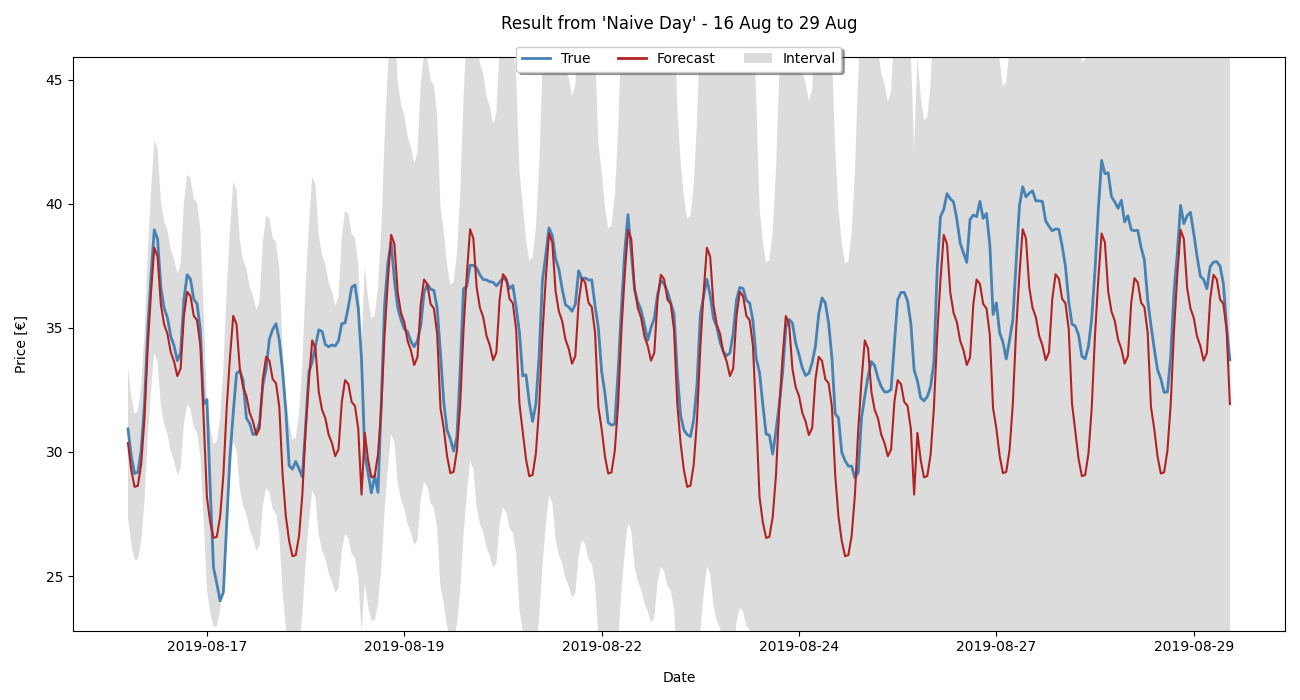 Result from 'Naive Day' - 16 Aug to 29 Aug
True Forecast Interval
45
40
35
30
25
Price [€]
2019-08-17 2019-08-19 2019-08-22 2019-08-24 2019-08-27 2019-08-29
Date